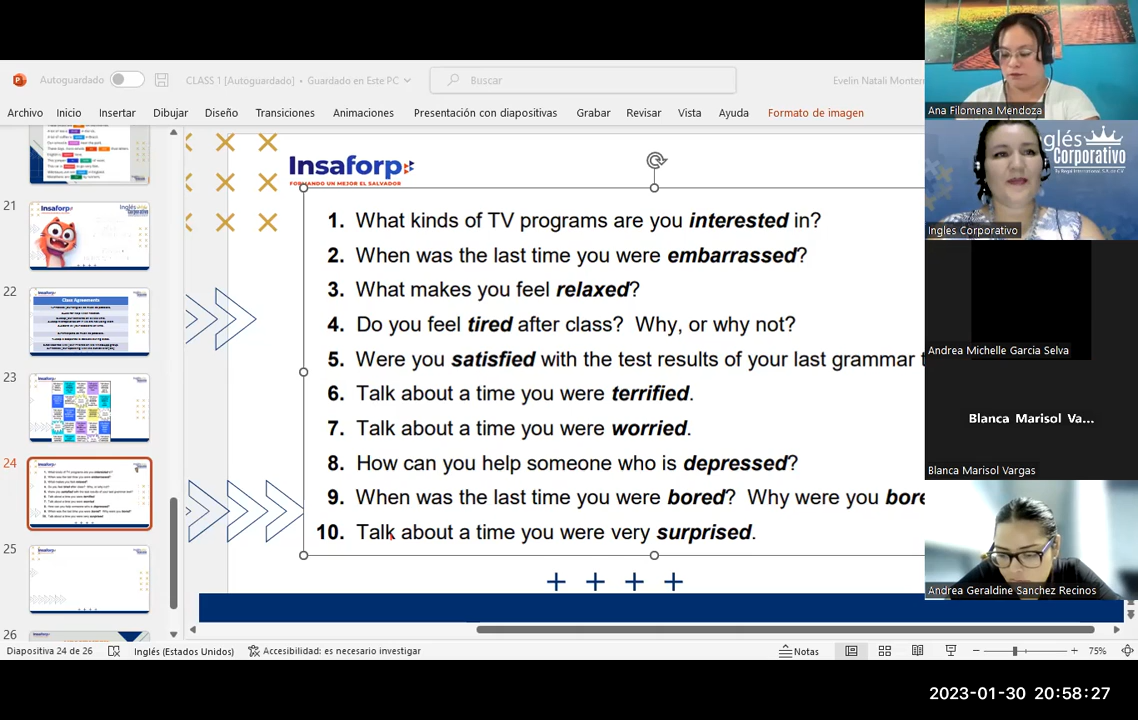 Autoguardado
CLASS 1 [Autoguardado] • Guardado en Este PC
Buscar
Evelin Natali
Archivo Inicio Insertar Dibujar Diseño Transiciones Animaciones Presentación con diapositivas Grabar Revisar Vista Ayuda Formato de imagen
Insaforp
FORMANDO UN MEJOR EL SALVADOR
1. What kinds of TV programs are you interested in?
2. When was the last time you were embarrassed?
3. What makes you feel relaxed?
4. Do you feel tired after class? Why, or why not?
5. Were you satisfied with the test results of your last grammar
6. Talk about a time you were terrified.
7. Talk about a time you were worried.
8. How can you help someone who is depressed?
9. When was the last time you were bored? Why were you bore
10. Talk about a time you were very surprised.
21
22
Class Agreements
23
24
25
26
Diapositiva 24 de 26
Inglés (Estados Unidos)
Accesibilidad: es necesario investigar
Notas
75%
Ana Filomena Mendoza
glés
Corporativo
Ingles Corporativo
Andrea Michelle Garcia Selva
Blanca Marisol Va...
Blanca Marisol Vargas
Andrea Geraldine Sanchez Recinos
2023-01-30 20:58:27